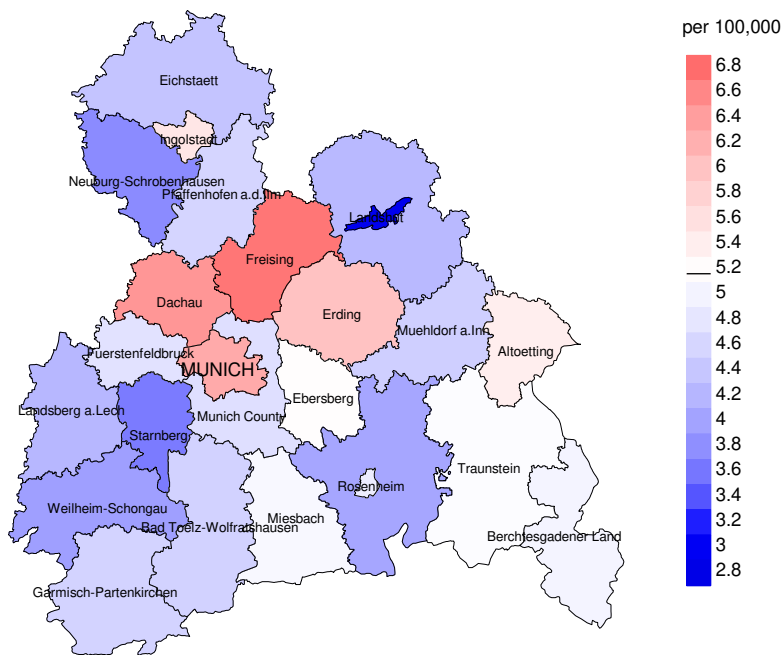 per 100,000
6.8
6.6
6.4
6.2
6
5.8
5.6
5.4
5.2
5
4.8
4.6
4.4
4.2
4
3.8
3.6
3.4
3.2
3
2.8
Eichstaett
Ingolstadt
Neuburg-Schrobenhausen
Pfaffenhofen a.d.Ilm
Landshut
Freising
Dachau
Erding
Muehldorf a.Inn
Altoetting
Fuerstenfeldbruck
MUNICH
Ebersberg
Landsberg a.Lech
Munich County
Starnberg
Traunstein
Rosenheim
Weilheim-Schongau
Miesbach
Bad Toelz-Wolfratshausen
Berchtesgadener Land
Garmisch-Partenkirchen